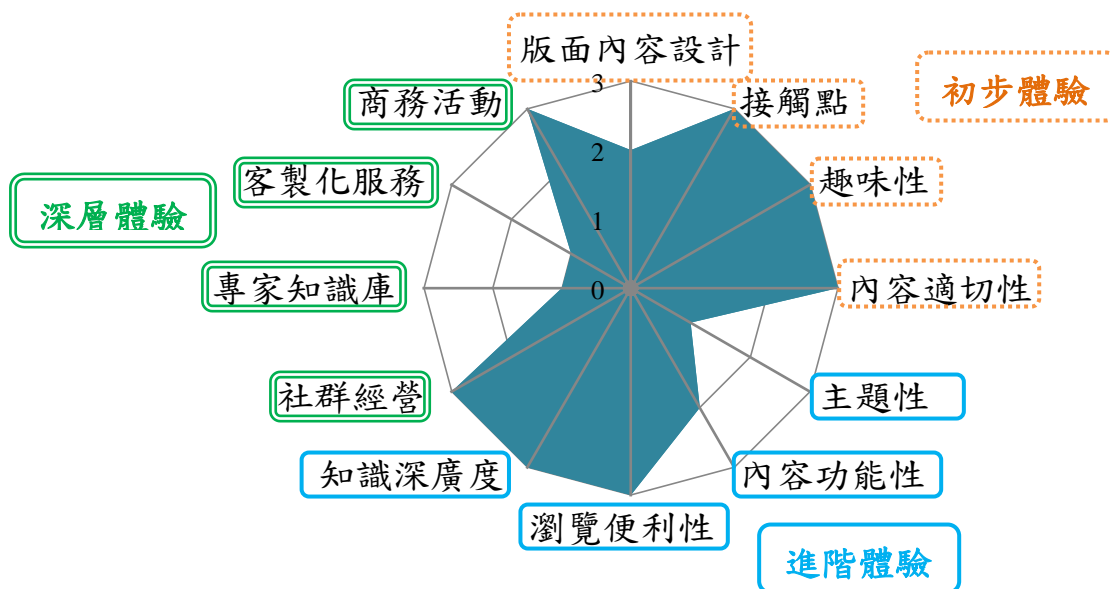 版面內容設計
接觸點
初步體驗
趣味性
內容適切性
主題性
內容功能性
進階體驗
瀏覽便利性
知識深廣度
社群經營
專家知識庫
深層體驗
客製化服務
商務活動
3
2
1
0